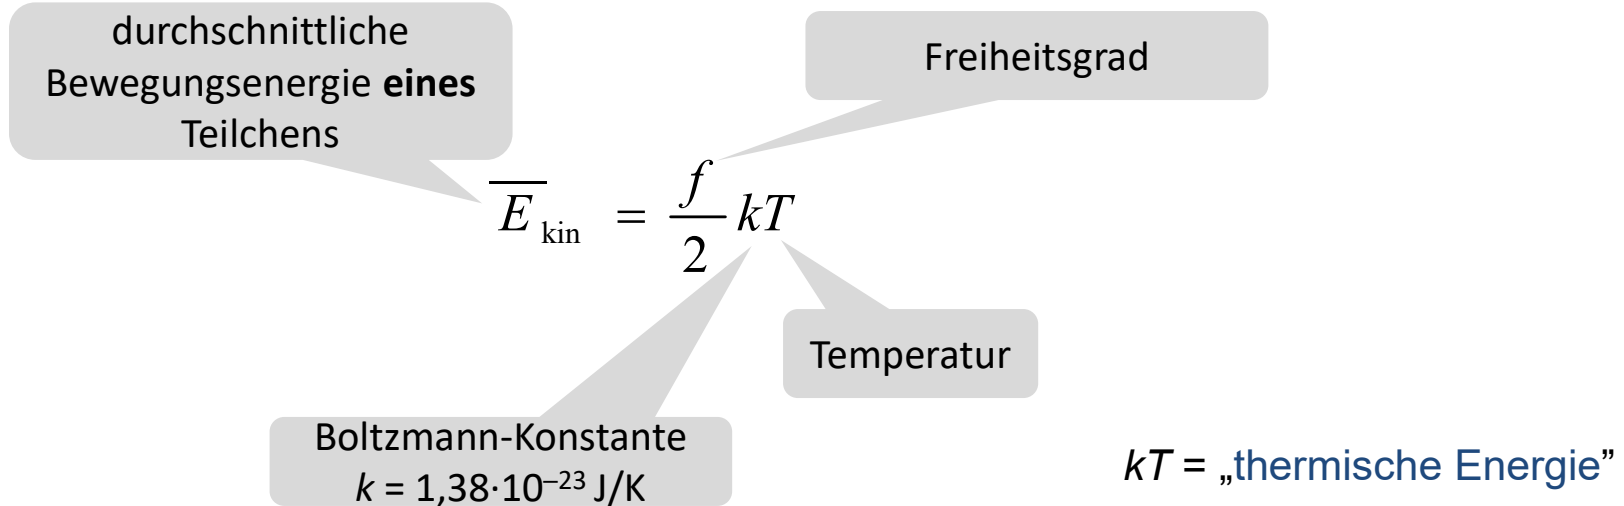 durchschnittliche
Bewegungsenergie eines
Teilchens
Freiheitsgrad
E̅kin = f/2 kT
Temperatur
Boltzmann-Konstante
k = 1,38·10⁻²³ J/K
kT = „thermische Energie”